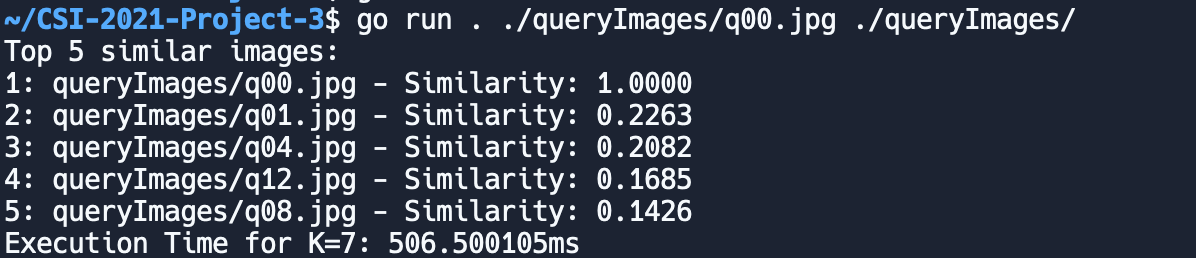 ~/CSI-2021-Project-3$ go run . ./queryImages/q00.jpg ./queryImages/
Top 5 similar images:
1: queryImages/q00.jpg - Similarity: 1.0000
2: queryImages/q01.jpg - Similarity: 0.2263
3: queryImages/q04.jpg - Similarity: 0.2082
4: queryImages/q12.jpg - Similarity: 0.1685
5: queryImages/q08.jpg - Similarity: 0.1426
Execution Time for K=7: 506.500105ms